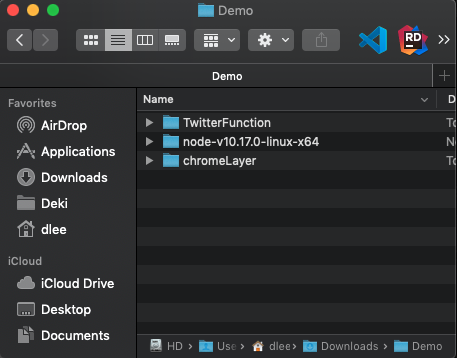 Demo
RD
Demo
Favorites
AirDrop
Applications
Downloads
Deki
dlee
iCloud
iCloud Drive
Desktop
Documents
Name
TwitterFunction
node-v10.17.0-linux-x64
chromeLayer
HD › Use › dlee › Downloads › Demo